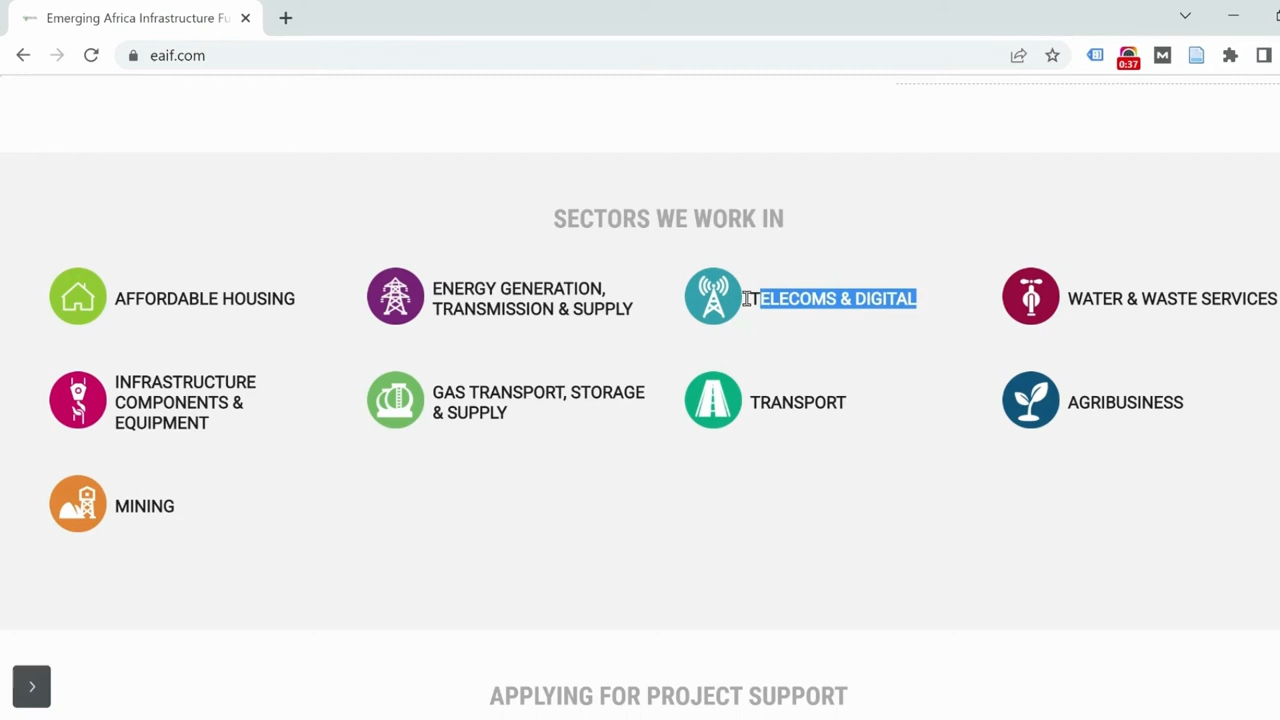 Emerging Africa Infrastructure Fu
eaif.com
0:37
M
SECTORS WE WORK IN
AFFORDABLE HOUSING
ENERGY GENERATION,
TRANSMISSION & SUPPLY
TELECOMS & DIGITAL
WATER & WASTE SERVICES
INFRASTRUCTURE
COMPONENTS &
EQUIPMENT
GAS TRANSPORT, STORAGE
& SUPPLY
TRANSPORT
AGRIBUSINESS
MINING
APPLYING FOR PROJECT SUPPORT